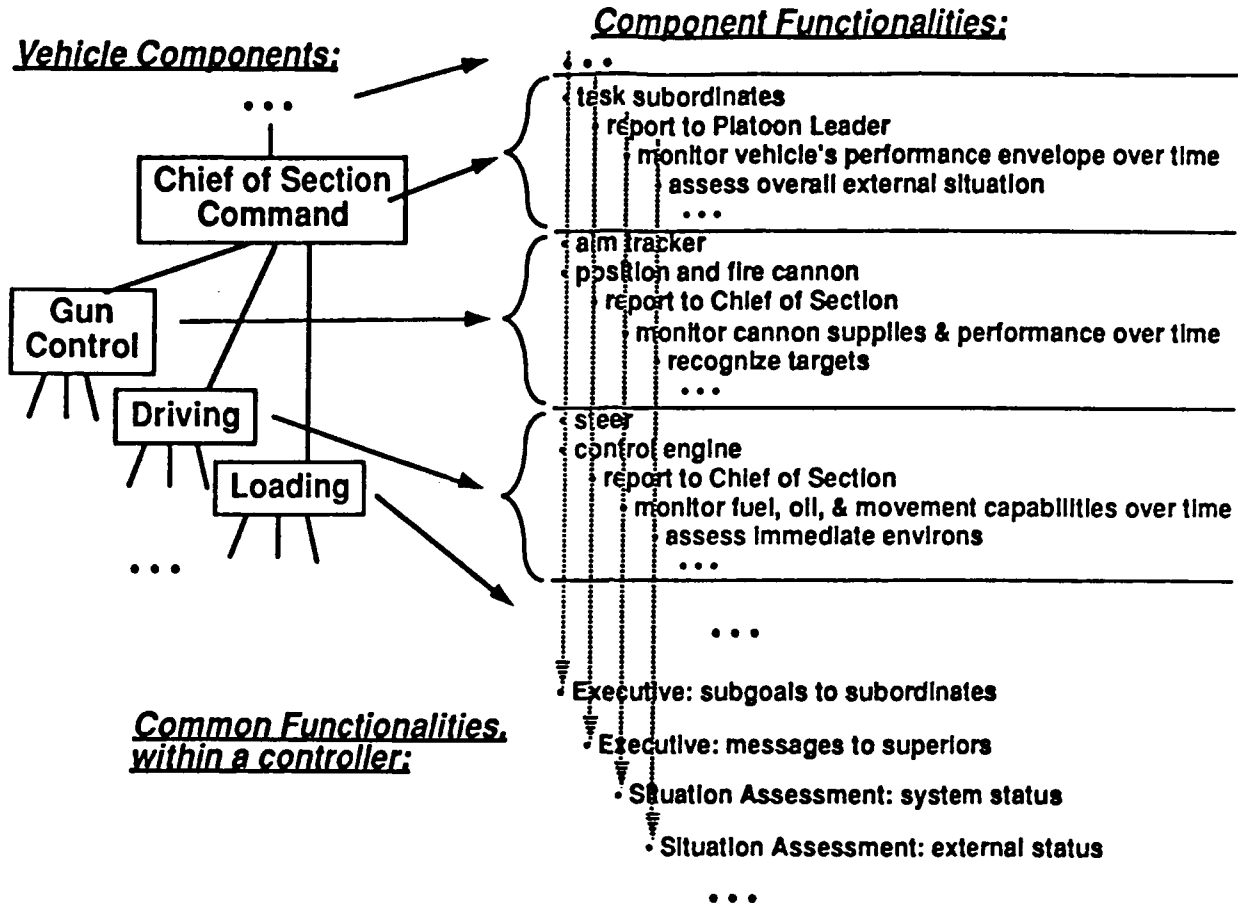 Component Functionalities:
Vehicle Components:
• • •
• • •
Chief of Section
Command
Gun
Control
Driving
Loading
• • •
• task subordinates
• report to Platoon Leader
• monitor vehicle's performance envelope over time
• assess overall external situation
• • •
• aim tracker
• position and fire cannon
• report to Chief of Section
• monitor cannon supplies & performance over time
• recognize targets
• • •
• steer
• control engine
• report to Chief of Section
• monitor fuel, oil, & movement capabilities over time
• assess immediate environs
• • •
• • •
Common Functionalities,
within a controller:
• Executive: subgoals to subordinates
• Executive: messages to superiors
• Situation Assessment: system status
• Situation Assessment: external status
• • •